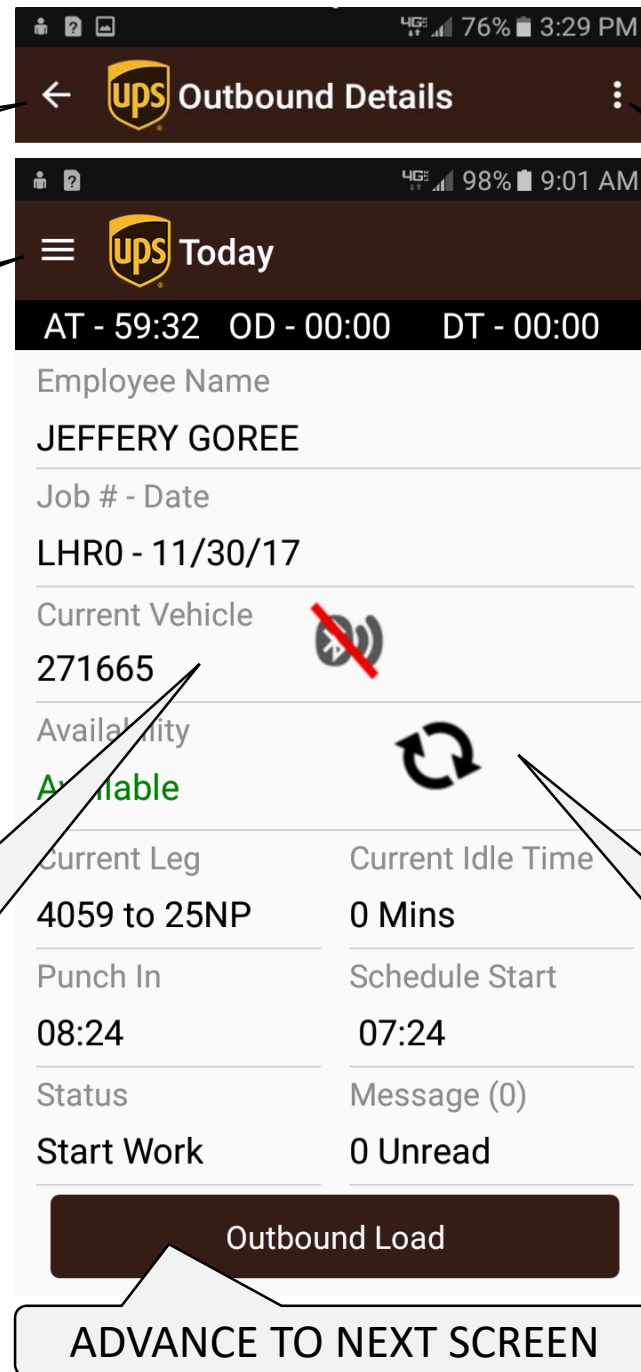 4G 76% 3:29 PM
ups Outbound Details
4G 98% 9:01 AM
ups Today
AT - 59:32 OD - 00:00 DT - 00:00
Employee Name
JEFFERY GOREE
Job # - Date
LHR0 - 11/30/17
Current Vehicle
271665
Availability
Available
Current Leg Current Idle Time
4059 to 25NP 0 Mins
Punch In Schedule Start
08:24 07:24
Status Message (0)
Start Work 0 Unread
Outbound Load
ADVANCE TO NEXT SCREEN